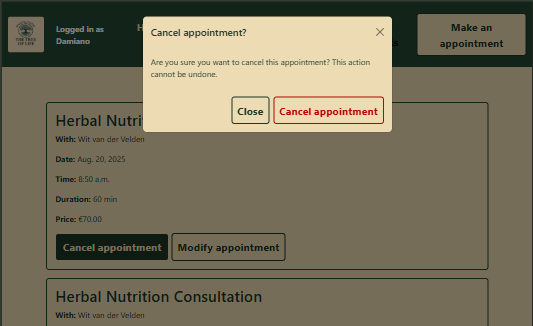 THE TREE
OF LIFE
Logged in as
Damiano
H
Make an
appointment
Cancel appointment?
Are you sure you want to cancel this appointment? This action
cannot be undone.
Close
Cancel appointment
Herbal Nutri
With: Wit van der Velden
Date: Aug. 20, 2025
Time: 8:50 a.m.
Duration: 60 min
Price: €70.00
Cancel appointment
Modify appointment
Herbal Nutrition Consultation
With: Wit van der Velden